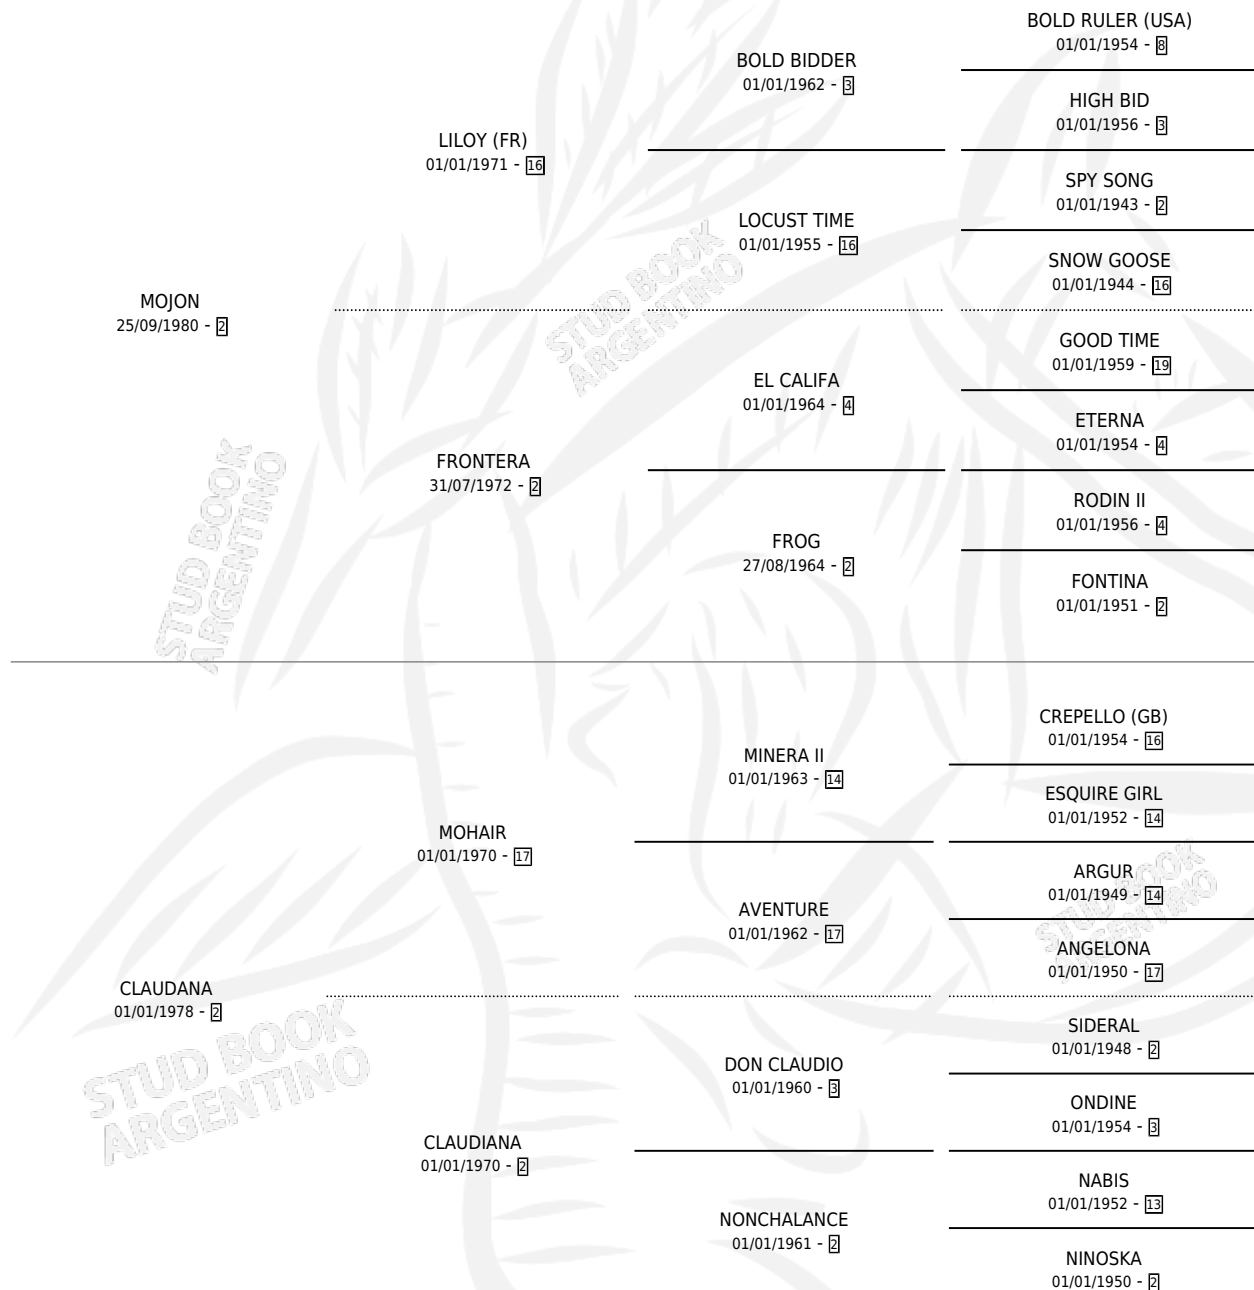 BOLD RULER (USA)
01/01/1954 - 8
BOLD BIDDER
01/01/1962 - 3
HIGH BID
01/01/1956 - 3
LILOY (FR)
01/01/1971 - 16
SPY SONG
01/01/1943 - 2
LOCUST TIME
01/01/1955 - 16
SNOW GOOSE
01/01/1944 - 16
STUD BOOK
ARGENTINO
MOJON
25/09/1980 - 2
GOOD TIME
01/01/1959 - 19
EL CALIFA
01/01/1964 - 4
ETERNA
01/01/1954 - 4
FRONTERA
31/07/1972 - 2
RODIN II
01/01/1956 - 4
FROG
27/08/1964 - 2
FONTINA
01/01/1951 - 2
STUD BOOK
ARGENTINO
CREPELLO (GB)
01/01/1954 - 16
MINERA II
01/01/1963 - 14
ESQUIRE GIRL
01/01/1952 - 14
MOHAIR
01/01/1970 - 17
ARGUR
01/01/1949 - 14
AVENTURE
01/01/1962 - 17
STUD BOOK
ARGENTINO
ANGELONA
01/01/1950 - 17
CLAUDANA
01/01/1978 - 2
SIDERAL
01/01/1948 - 2
DON CLAUDIO
01/01/1960 - 3
STUD BOOK
ARGENTINO
ONDINE
01/01/1954 - 3
CLAUDIANA
01/01/1970 - 2
NABIS
01/01/1952 - 13
NONCHALANCE
01/01/1961 - 2
NINOSKA
01/01/1950 - 2